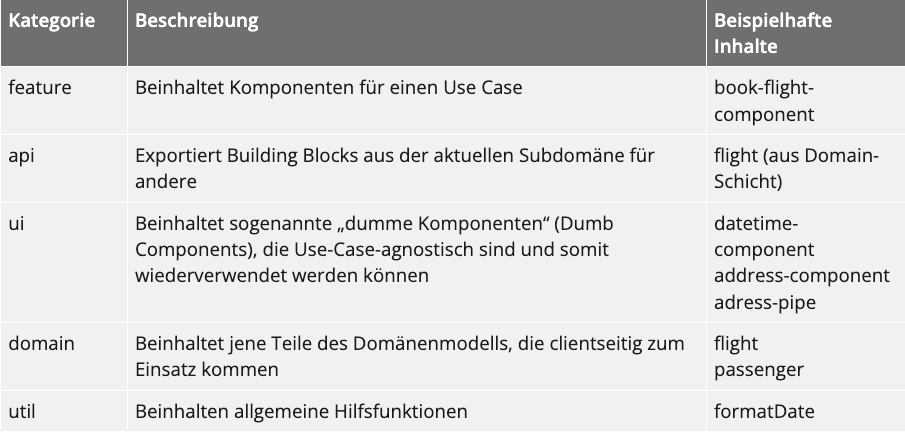 Kategorie
Beschreibung
Beispielhafte
Inhalte
feature
Beinhaltet Komponenten für einen Use Case
book-flight-
component
api
Exportiert Building Blocks aus der aktuellen Subdomäne für
andere
flight (aus Domain-
Schicht)
ui
Beinhaltet sogenannte „dumme Komponenten“ (Dumb
Components), die Use-Case-agnostisch sind und somit
wiederverwendet werden können
datetime-
component
address-component
adress-pipe
domain
Beinhaltet jene Teile des Domänenmodells, die clientseitig zum
Einsatz kommen
flight
passenger
util
Beinhalten allgemeine Hilfsfunktionen
formatDate